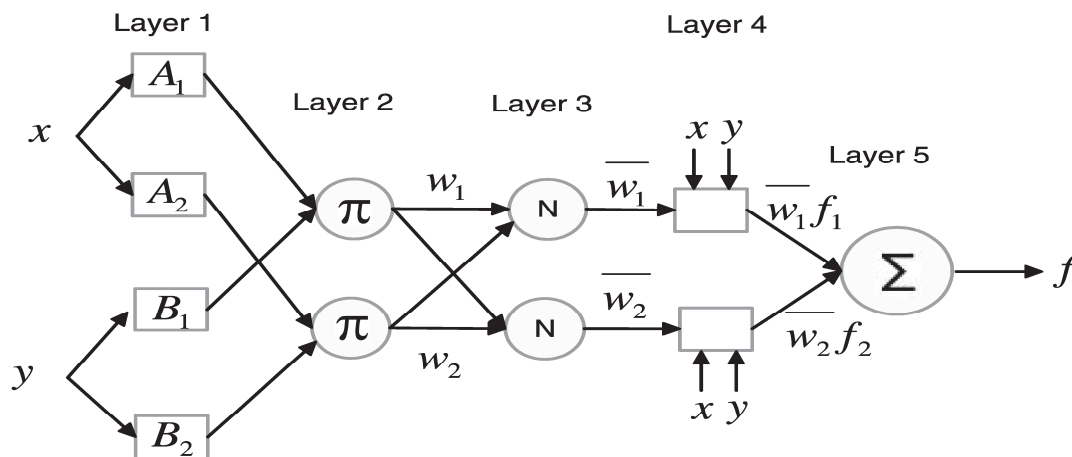 Layer 1
Layer 4
Layer 2
Layer 3
Layer 5
x
A₁
A₂
y
B₁
B₂
π
π
w₁
w₂
N
N
w̅₁
w̅₂
x y
x y
w̅₁f₁
w̅₂f₂
Σ
f